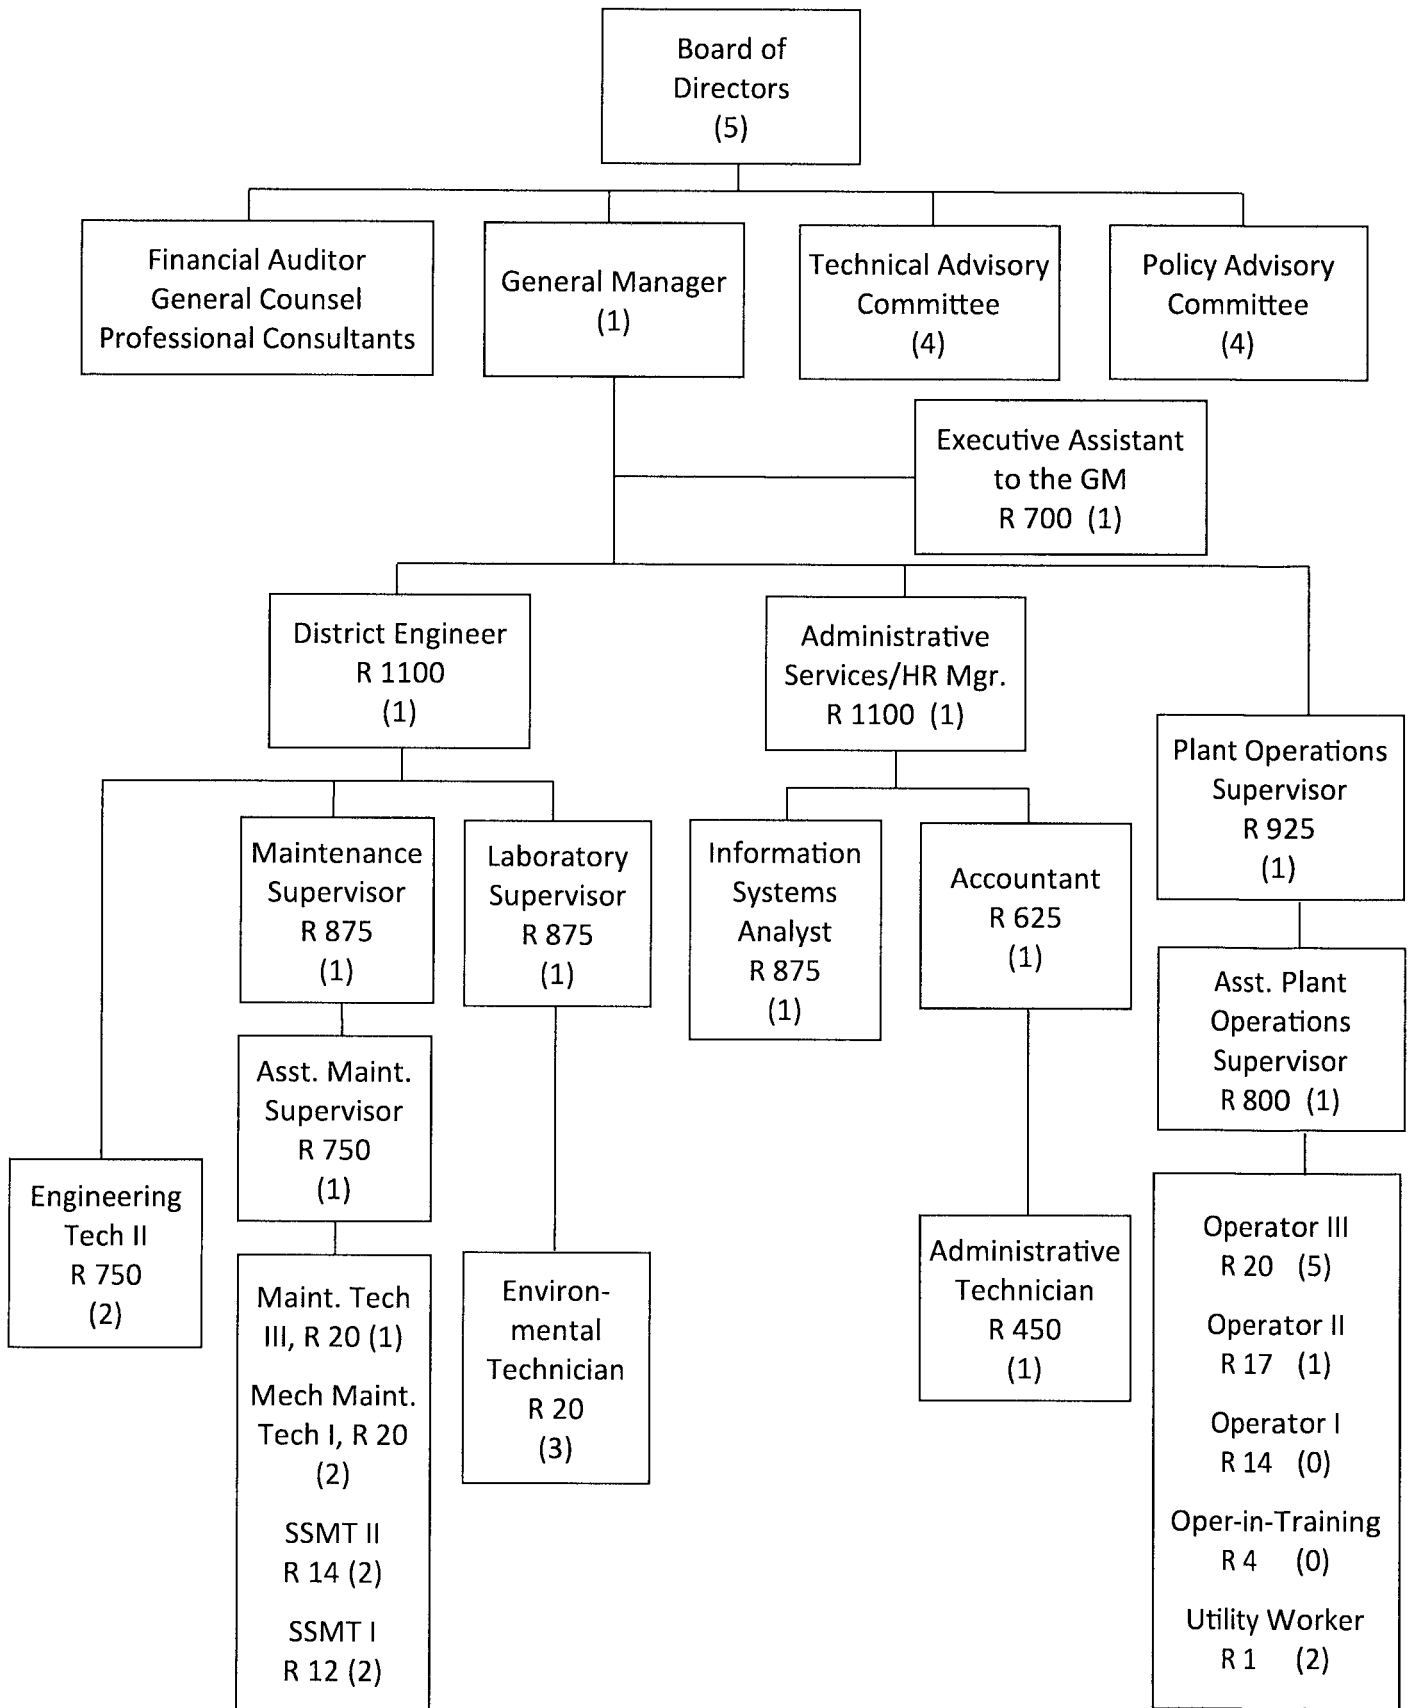 Board of
Directors
(5)
Financial Auditor
General Counsel
Professional Consultants
General Manager
(1)
Technical Advisory
Committee
(4)
Policy Advisory
Committee
(4)
Executive Assistant
to the GM
R 700 (1)
District Engineer
R 1100
(1)
Administrative
Services/HR Mgr.
R 1100 (1)
Plant Operations
Supervisor
R 925
(1)
Maintenance
Supervisor
R 875
(1)
Laboratory
Supervisor
R 875
(1)
Information
Systems
Analyst
R 875
(1)
Accountant
R 625
(1)
Asst. Plant
Operations
Supervisor
R 800 (1)
Asst. Maint.
Supervisor
R 750
(1)
Engineering
Tech II
R 750
(2)
Maint. Tech
III, R 20 (1)
Mech Maint.
Tech I, R 20
(2)
SSMT II
R 14 (2)
SSMT I
R 12 (2)
Environ-
mental
Technician
R 20
(3)
Administrative
Technician
R 450
(1)
Operator III
R 20 (5)
Operator II
R 17 (1)
Operator I
R 14 (0)
Oper-in-Training
R 4 (0)
Utility Worker
R 1 (2)